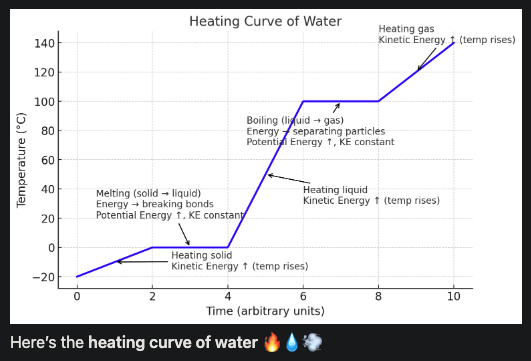 Heating Curve of Water
Heating gas
Kinetic Energy ↑ (temp rises)
140
120
100
80
60
40
20
0
−20
Temperature (°C)
Boiling (liquid → gas)
Energy → separating particles
Potential Energy ↑, KE constant
Heating liquid
Kinetic Energy ↑ (temp rises)
Melting (solid → liquid)
Energy → breaking bonds
Potential Energy ↑, KE constant
Heating solid
Kinetic Energy ↑ (temp rises)
0 2 4 6 8 10
Time (arbitrary units)
Here’s the heating curve of water 🔥💧💨